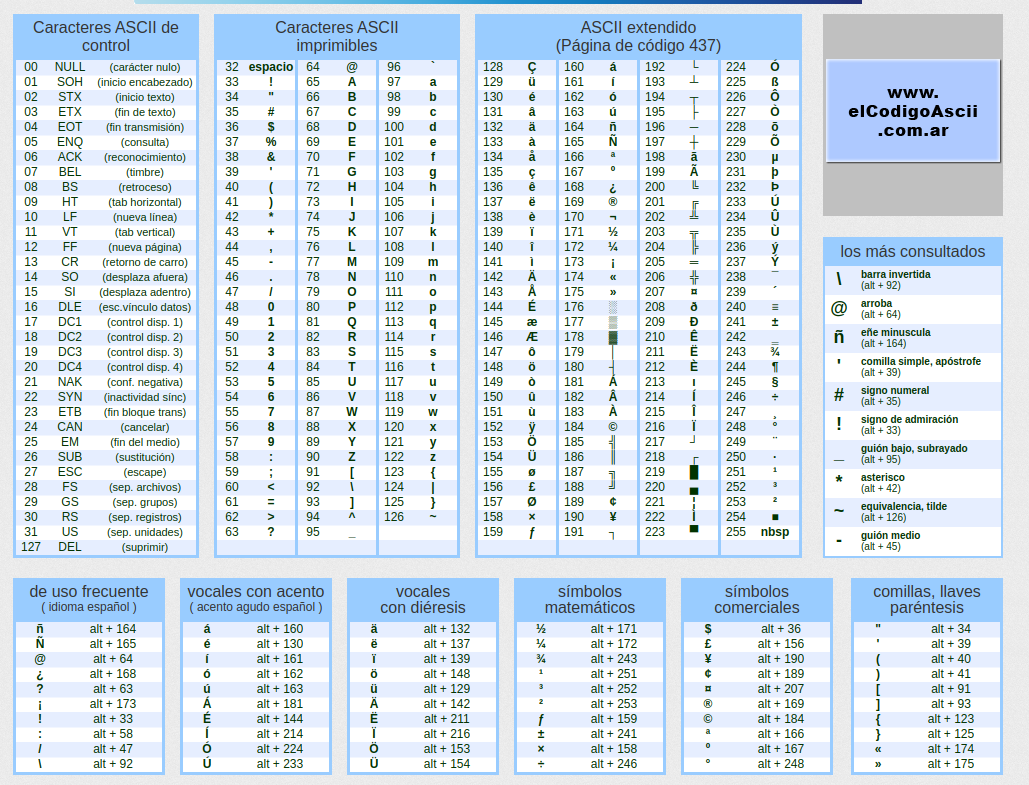 Caracteres ASCII de
control
00 NULL (carácter nulo)
01 SOH (inicio encabezado)
02 STX (inicio texto)
03 ETX (fin de texto)
04 EOT (fin transmisión)
05 ENQ (consulta)
06 ACK (reconocimiento)
07 BEL (timbre)
08 BS (retroceso)
09 HT (tab horizontal)
10 LF (nueva línea)
11 VT (tab vertical)
12 FF (nueva página)
13 CR (retorno de carro)
14 SO (desplaza afuera)
15 SI (desplaza adentro)
16 DLE (esc.vínculo datos)
17 DC1 (control disp. 1)
18 DC2 (control disp. 2)
19 DC3 (control disp. 3)
20 DC4 (control disp. 4)
21 NAK (conf. negativa)
22 SYN (inactividad sínc)
23 ETB (fin bloque trans)
24 CAN (cancelar)
25 EM (fin del medio)
26 SUB (sustitución)
27 ESC (escape)
28 FS (sep. archivos)
29 GS (sep. grupos)
30 RS (sep. registros)
31 US (sep. unidades)
127 DEL (suprimir)
Caracteres ASCII
imprimibles
32 espacio 64 @ 96 `
33 ! 65 A 97 a
34 " 66 B 98 b
35 # 67 C 99 c
36 $ 68 D 100 d
37 % 69 E 101 e
38 & 70 F 102 f
39 ' 71 G 103 g
40 ( 72 H 104 h
41 ) 73 I 105 i
42 * 74 J 106 j
43 + 75 K 107 k
44 , 76 L 108 l
45 - 77 M 109 m
46 . 78 N 110 n
47 / 79 O 111 o
48 0 80 P 112 p
49 1 81 Q 113 q
50 2 82 R 114 r
51 3 83 S 115 s
52 4 84 T 116 t
53 5 85 U 117 u
54 6 86 V 118 v
55 7 87 W 119 w
56 8 88 X 120 x
57 9 89 Y 121 y
58 : 90 Z 122 z
59 ; 91 [ 123 {
60 < 92 \ 124 |
61 = 93 ] 125 }
62 > 94 ^ 126 ~
63 ? 95 _
ASCII extendido
(Página de código 437)
128 Ç 160 á 192 └ 224 Ó
129 ü 161 í 193 ┴ 225 ß
130 é 162 ó 194 ┬ 226 Ô
131 â 163 ú 195 ├ 227 Ò
132 ä 164 ñ 196 ─ 228 õ
133 à 165 Ñ 197 ┼ 229 Õ
134 å 166 ª 198 ã 230 µ
135 ç 167 º 199 Ã 231 þ
136 ê 168 ¿ 200 ╚ 232 Þ
137 ë 169 ® 201 ╔ 233 Ú
138 è 170 ¬ 202 ╩ 234 Û
139 ï 171 ½ 203 ╦ 235 Ù
140 î 172 ¼ 204 ╠ 236 ý
141 ì 173 ¡ 205 ═ 237 Ý
142 Ä 174 « 206 ╬ 238 ¯
143 Å 175 » 207 ¤ 239 ´
144 É 176 ░ 208 ð 240 ≡
145 æ 177 ▒ 209 Đ 241 ±
146 Æ 178 ▓ 210 Ê 242 ‗
147 ô 179 │ 211 Ë 243 ¾
148 ö 180 ┤ 212 È 244 ¶
149 ò 181 Á 213 ı 245 §
150 û 182 Â 214 Í 246 ÷
151 ù 183 À 215 Î 247 ¸
152 ÿ 184 © 216 Ï 248 °
153 Ö 185 ╣ 217 ┘ 249 ¨
154 Ü 186 ║ 218 ┌ 250 ·
155 ø 187 ╗ 219 █ 251 ¹
156 £ 188 ╝ 220 ▄ 252 ³
157 Ø 189 ¢ 221 ¦ 253 ²
158 × 190 ¥ 222 Ì 254 ■
159 ƒ 191 ┐ 223 ▀ 255 nbsp
www.
elCodigoAscii
.com.ar
los más consultados
\ barra invertida
(alt + 92)
@ arroba
(alt + 64)
ñ eñe minuscula
(alt + 164)
' comilla simple, apóstrofe
(alt + 39)
# signo numeral
(alt + 35)
! signo de admiración
(alt + 33)
_ guión bajo, subrayado
(alt + 95)
* asterisco
(alt + 42)
~ equivalencia, tilde
(alt + 126)
- guión medio
(alt + 45)
de uso frecuente
( idioma español )
ñ alt + 164
Ñ alt + 165
@ alt + 64
¿ alt + 168
? alt + 63
¡ alt + 173
! alt + 33
: alt + 58
/ alt + 47
\ alt + 92
vocales con acento
( acento agudo español )
á alt + 160
é alt + 130
í alt + 161
ó alt + 162
ú alt + 163
Á alt + 181
É alt + 144
Í alt + 214
Ó alt + 224
Ú alt + 233
vocales
con diéresis
ä alt + 132
ë alt + 137
ï alt + 139
ö alt + 148
ü alt + 129
Ä alt + 142
Ë alt + 211
Ï alt + 216
Ö alt + 153
Ü alt + 154
símbolos
matemáticos
½ alt + 171
¼ alt + 172
¾ alt + 243
¹ alt + 251
³ alt + 252
² alt + 253
ƒ alt + 159
± alt + 241
× alt + 158
÷ alt + 246
símbolos
comerciales
$ alt + 36
£ alt + 156
¥ alt + 190
¢ alt + 189
¤ alt + 207
® alt + 169
© alt + 184
ª alt + 166
º alt + 167
° alt + 248
comillas, llaves
paréntesis
" alt + 34
' alt + 39
( alt + 40
) alt + 41
[ alt + 91
] alt + 93
{ alt + 123
} alt + 125
« alt + 174
» alt + 175